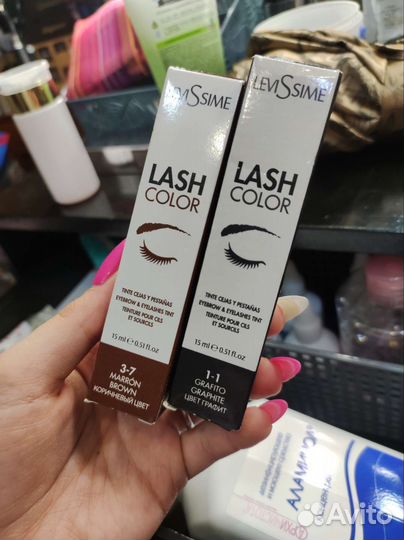 LEVISSIME
LASH
COLOR
TINTE CEJAS Y PESTAÑAS
EYEBROW & EYELASHES TINT
TEINTURE POUR CILS
ET SOURCILS
15 ml ℮ 0.51 fl.oz
3-7
MARRÓN
BROWN
КОРИЧНЕВЫЙ ЦВЕТ
LEVISSIME
LASH
COLOR
TINTE CEJAS Y PESTAÑAS
EYEBROW & EYELASHES TINT
TEINTURE POUR CILS
ET SOURCILS
15 ml ℮ 0.51 fl.oz
1-1
GRAFITO
GRAPHITE
ЦВЕТ ГРАФИТ
Avito